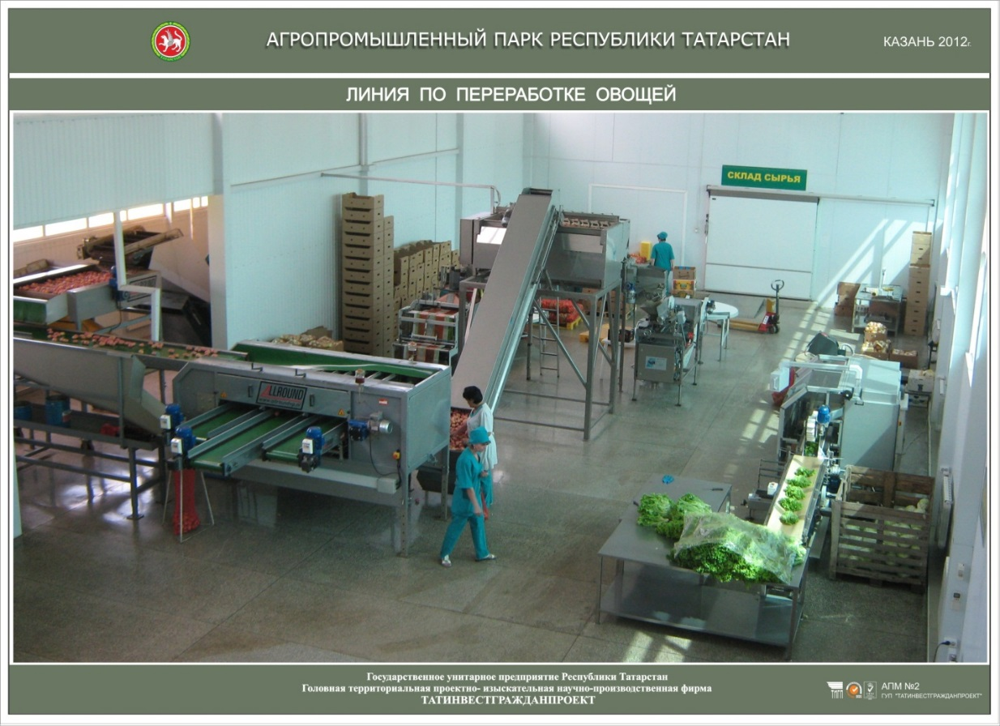 АГРОПРОМЫШЛЕННЫЙ ПАРК РЕСПУБЛИКИ ТАТАРСТАН
КАЗАНЬ 2012г.
ЛИНИЯ ПО ПЕРЕРАБОТКЕ ОВОЩЕЙ
СКЛАД СЫРЬЯ
ALLROUND
Государственное унитарное предприятие Республики Татарстан
Головная территориальная проектно- изыскательная научно-производственная фирма
ТАТИНВЕСТГРАЖДАНПРОЕКТ
АПМ №2
ГУП "ТАТИНВЕСТГРАЖДАНПРОЕКТ"